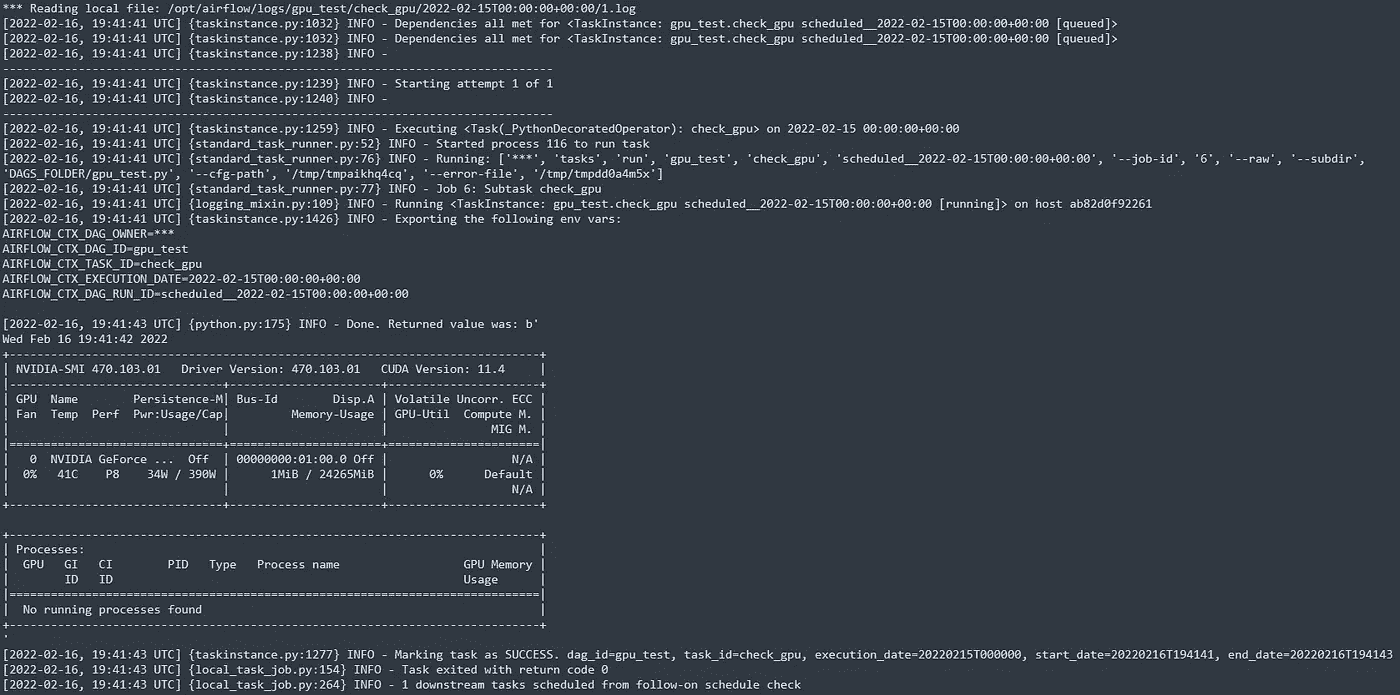 *** Reading local file: /opt/airflow/logs/gpu_test/check_gpu/2022-02-15T00:00:00+00:00/1.log
[2022-02-16, 19:41:41 UTC] {taskinstance.py:1032} INFO - Dependencies all met for <TaskInstance: gpu_test.check_gpu scheduled__2022-02-15T00:00:00+00:00 [queued]>
[2022-02-16, 19:41:41 UTC] {taskinstance.py:1032} INFO - Dependencies all met for <TaskInstance: gpu_test.check_gpu scheduled__2022-02-15T00:00:00+00:00 [queued]>
[2022-02-16, 19:41:41 UTC] {taskinstance.py:1238} INFO -
--------------------------------------------------------------------------------
[2022-02-16, 19:41:41 UTC] {taskinstance.py:1239} INFO - Starting attempt 1 of 1
[2022-02-16, 19:41:41 UTC] {taskinstance.py:1240} INFO -
--------------------------------------------------------------------------------
[2022-02-16, 19:41:41 UTC] {taskinstance.py:1259} INFO - Executing <Task(_PythonDecoratedOperator): check_gpu> on 2022-02-15 00:00:00+00:00
[2022-02-16, 19:41:41 UTC] {standard_task_runner.py:52} INFO - Started process 116 to run task
[2022-02-16, 19:41:41 UTC] {standard_task_runner.py:76} INFO - Running: ['***', 'tasks', 'run', 'gpu_test', 'check_gpu', 'scheduled__2022-02-15T00:00:00+00:00', '--job-id', '6', '--raw', '--subdir',
'DAGS_FOLDER/gpu_test.py', '--cfg-path', '/tmp/tmpaikhq4cq', '--error-file', '/tmp/tmpdd0a4m5x']
[2022-02-16, 19:41:41 UTC] {standard_task_runner.py:77} INFO - Job 6: Subtask check_gpu
[2022-02-16, 19:41:41 UTC] {logging_mixin.py:109} INFO - Running <TaskInstance: gpu_test.check_gpu scheduled__2022-02-15T00:00:00+00:00 [running]> on host ab82d0f92261
[2022-02-16, 19:41:41 UTC] {taskinstance.py:1426} INFO - Exporting the following env vars:
AIRFLOW_CTX_DAG_OWNER=***
AIRFLOW_CTX_DAG_ID=gpu_test
AIRFLOW_CTX_TASK_ID=check_gpu
AIRFLOW_CTX_EXECUTION_DATE=2022-02-15T00:00:00+00:00
AIRFLOW_CTX_DAG_RUN_ID=scheduled__2022-02-15T00:00:00+00:00
[2022-02-16, 19:41:43 UTC] {python.py:175} INFO - Done. Returned value was: b'
Wed Feb 16 19:41:42 2022
+-----------------------------------------------------------------------------+
| NVIDIA-SMI 470.103.01   Driver Version: 470.103.01   CUDA Version: 11.4     |
|-------------------------------+----------------------+----------------------+
| GPU  Name        Persistence-M| Bus-Id        Disp.A | Volatile Uncorr. ECC |
| Fan  Temp  Perf  Pwr:Usage/Cap|         Memory-Usage | GPU-Util  Compute M. |
|                               |                      |               MIG M. |
|===============================+======================+======================|
|   0  NVIDIA GeForce ...  Off  | 00000000:01:00.0 Off |                  N/A |
|  0%   41C    P8    34W / 390W |      1MiB / 24265MiB |      0%      Default |
|                               |                      |                  N/A |
+-------------------------------+----------------------+----------------------+
+-----------------------------------------------------------------------------+
| Processes:                                                                  |
|  GPU   GI   CI        PID   Type   Process name                  GPU Memory |
|        ID   ID                                                   Usage      |
|=============================================================================|
|  No running processes found                                                 |
+-----------------------------------------------------------------------------+
'
[2022-02-16, 19:41:43 UTC] {taskinstance.py:1277} INFO - Marking task as SUCCESS. dag_id=gpu_test, task_id=check_gpu, execution_date=20220215T000000, start_date=20220216T194141, end_date=20220216T194143
[2022-02-16, 19:41:43 UTC] {local_task_job.py:154} INFO - Task exited with return code 0
[2022-02-16, 19:41:43 UTC] {local_task_job.py:264} INFO - 1 downstream tasks scheduled from follow-on schedule check